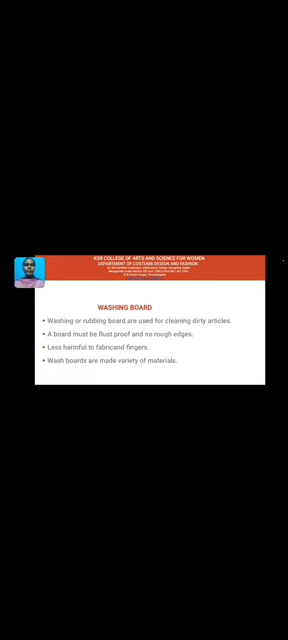 KSR COLLEGE OF ARTS AND SCIENCE FOR WOMEN
DEPARTMENT OF COSTUME DESIGN AND FASHION
WASHING BOARD
Washing or rubbing board are used for cleaning dirty articles.
A board must be Rust proof and no rough edges.
Less harmful to fabricand fingers.
Wash boards are made variety of materials.